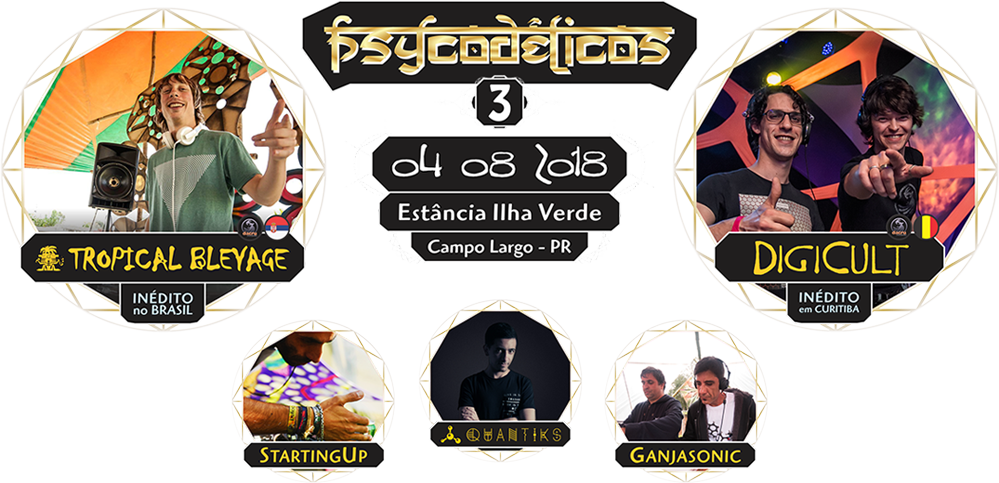 Psycodélicos
3
04 08 2018
Estância Ilha Verde
Campo Largo - PR
TROPICAL BLEYAGE
INÉDITO
no BRASIL
DIGICULT
INÉDITO
em CURITIBA
STARTINGUP
QUANTIKS
GANJASONIC